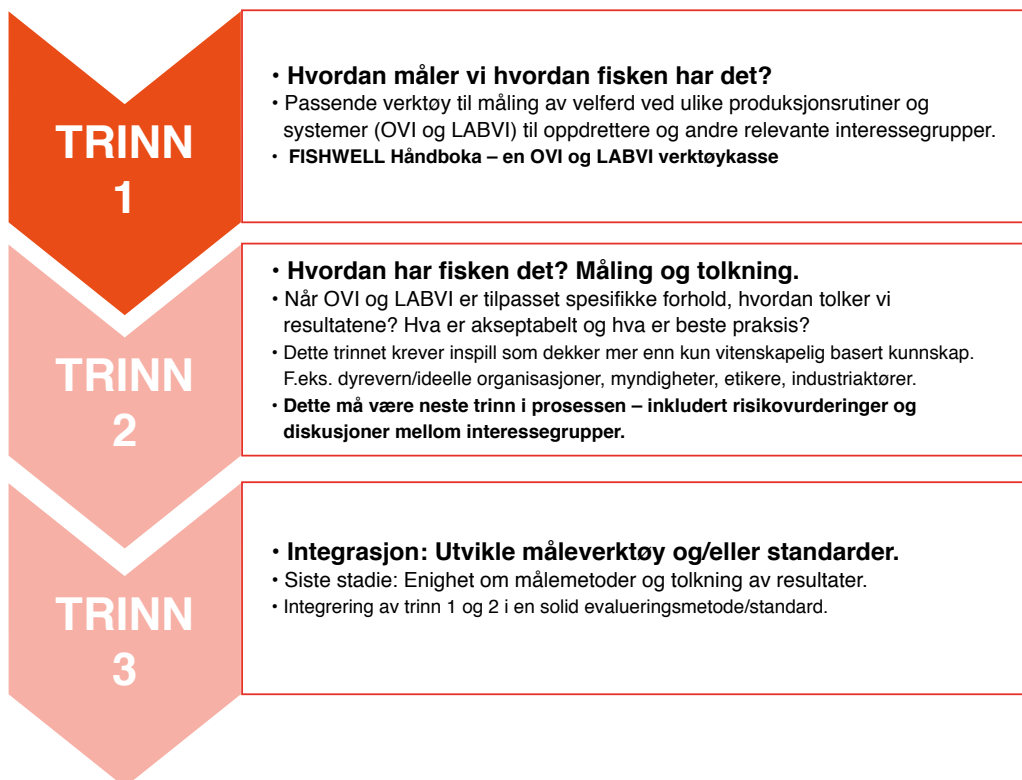 TRINN
1
• Hvordan måler vi hvordan fisken har det?
• Passende verktøy til måling av velferd ved ulike produksjonsrutiner og
systemer (OVI og LABVI) til oppdrettere og andre relevante interessegrupper.
• FISHWELL Håndboka – en OVI og LABVI verktøykasse
TRINN
2
• Hvordan har fisken det? Måling og tolkning.
• Når OVI og LABVI er tilpasset spesifikke forhold, hvordan tolker vi
resultatene? Hva er akseptabelt og hva er beste praksis?
• Dette trinnet krever inspill som dekker mer enn kun vitenskapelig basert kunnskap.
F.eks. dyrevern/ideelle organisasjoner, myndigheter, etikere, industriaktører.
• Dette må være neste trinn i prosessen – inkludert risikovurderinger og
diskusjoner mellom interessegrupper.
TRINN
3
• Integrasjon: Utvikle måleverktøy og/eller standarder.
• Siste stadie: Enighet om målemetoder og tolkning av resultater.
• Integrering av trinn 1 og 2 i en solid evalueringsmetode/standard.